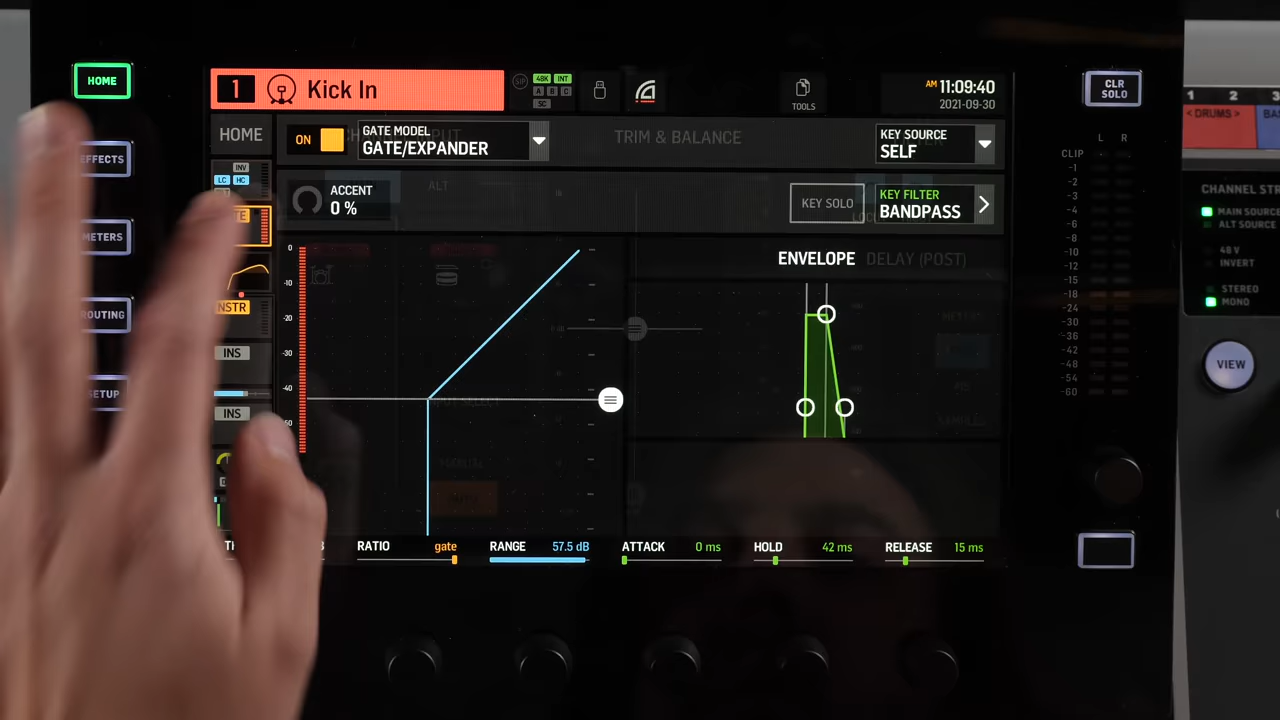 HOME
1 Kick In
SIP
48K INT
A B C
SC
TOOLS
AM 11:09:40
2021-09-30
CLR
SOLO
L R
CLIP
-1
-2
-3
-4
-6
-8
-10
-12
-15
-18
-24
-30
-36
-42
-48
-54
-60
1 2 3
< DRUMS >
EFFECTS
METERS
ROUTING
SETUP
HOME
INV
LC HC
INS
INS
ON
GATE MODEL
GATE/EXPANDER
TRIM & BALANCE
KEY SOURCE
SELF
ACCENT
0 %
ALT
KEY SOLO
KEY FILTER
BANDPASS
0
-10
-20
-30
-40
ENVELOPE DELAY (POST)
RATIO gate
RANGE 57.5 dB
ATTACK 0 ms
HOLD 42 ms
RELEASE 15 ms
MAIN SOURCE
ALT SOURCE
48 V
INVERT
STEREO
MONO
VIEW